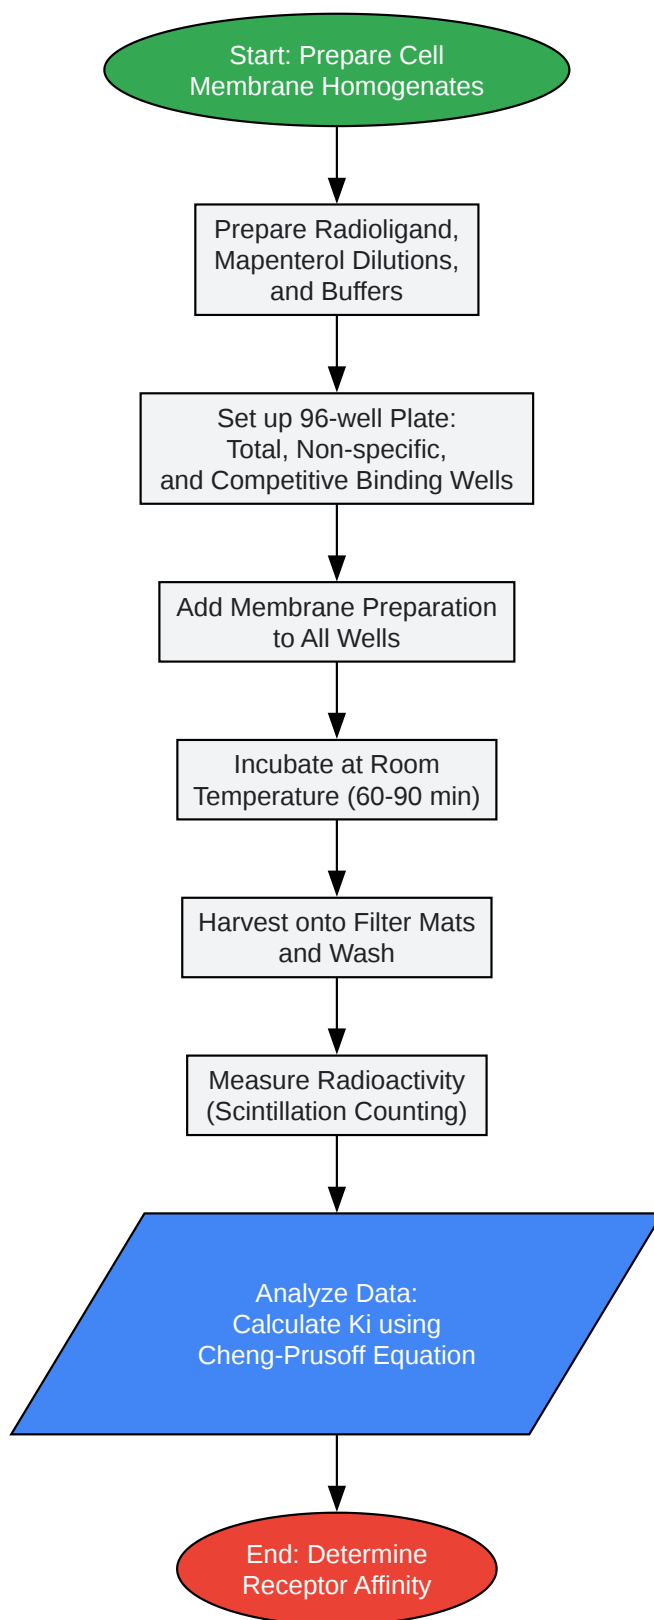 Start: Prepare Cell
Membrane Homogenates
Prepare Radioligand,
Mapenterol Dilutions,
and Buffers
Set up 96-well Plate:
Total, Non-specific,
and Competitive Binding Wells
Add Membrane Preparation
to All Wells
Incubate at Room
Temperature (60-90 min)
Harvest onto Filter Mats
and Wash
Measure Radioactivity
(Scintillation Counting)
Analyze Data:
Calculate Ki using
Cheng-Prusoff Equation
End: Determine
Receptor Affinity